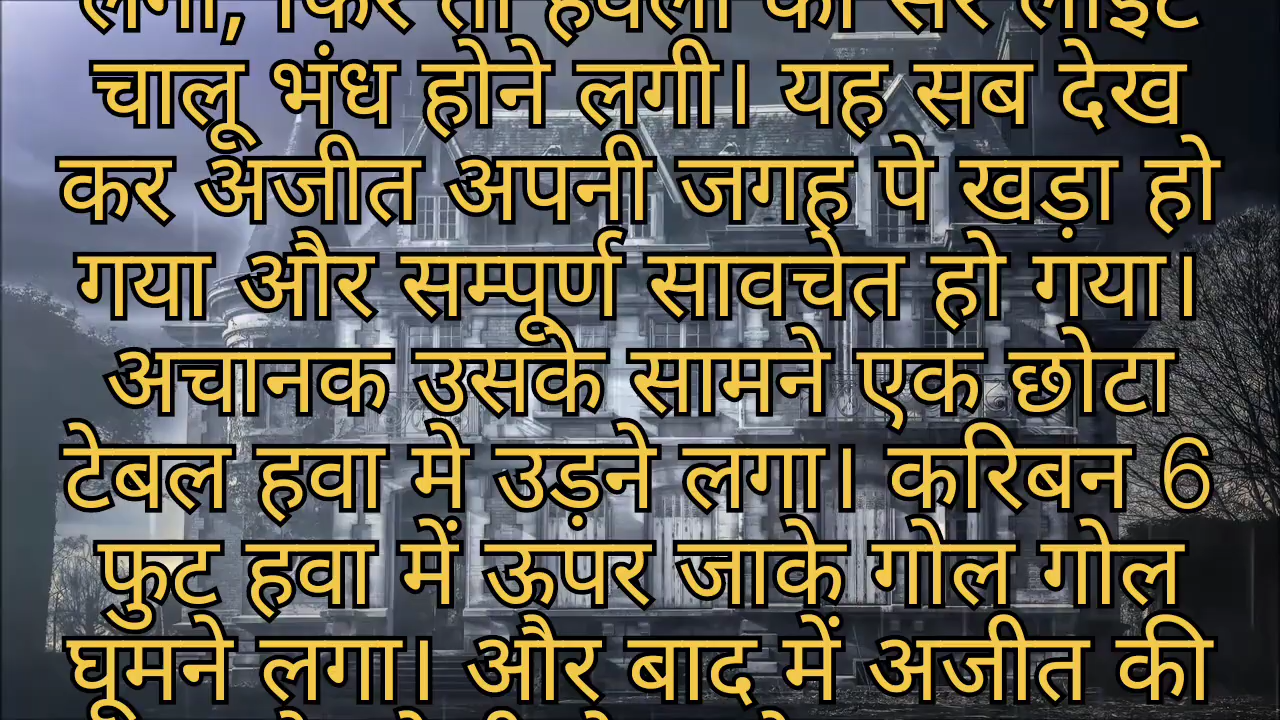 लगी, फिर तो हवेली की सर लाइट
चालू भंध होने लगी। यह सब देख
कर अजीत अपनी जगह पे खड़ा हो
गया और सम्पूर्ण सावचेत हो गया।
अचानक उसके सामने एक छोटा
टेबल हवा मे उड़ने लगा। करिबन 6
फुट हवा में ऊपर जाके गोल गोल
घूमने लगा। और बाद में अजीत की